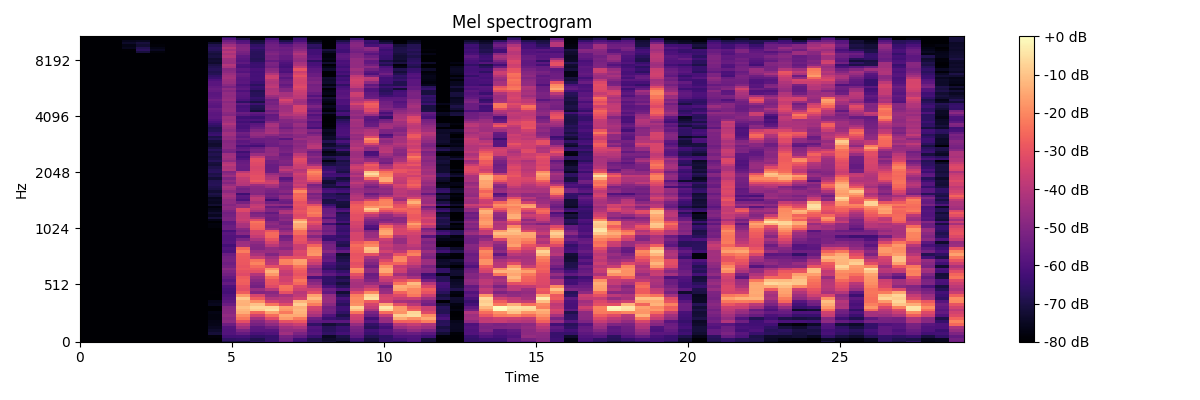 Mel spectrogram
8192
4096
2048
1024
512
0
Hz
0 5 10 15 20 25
Time
+0 dB
-10 dB
-20 dB
-30 dB
-40 dB
-50 dB
-60 dB
-70 dB
-80 dB